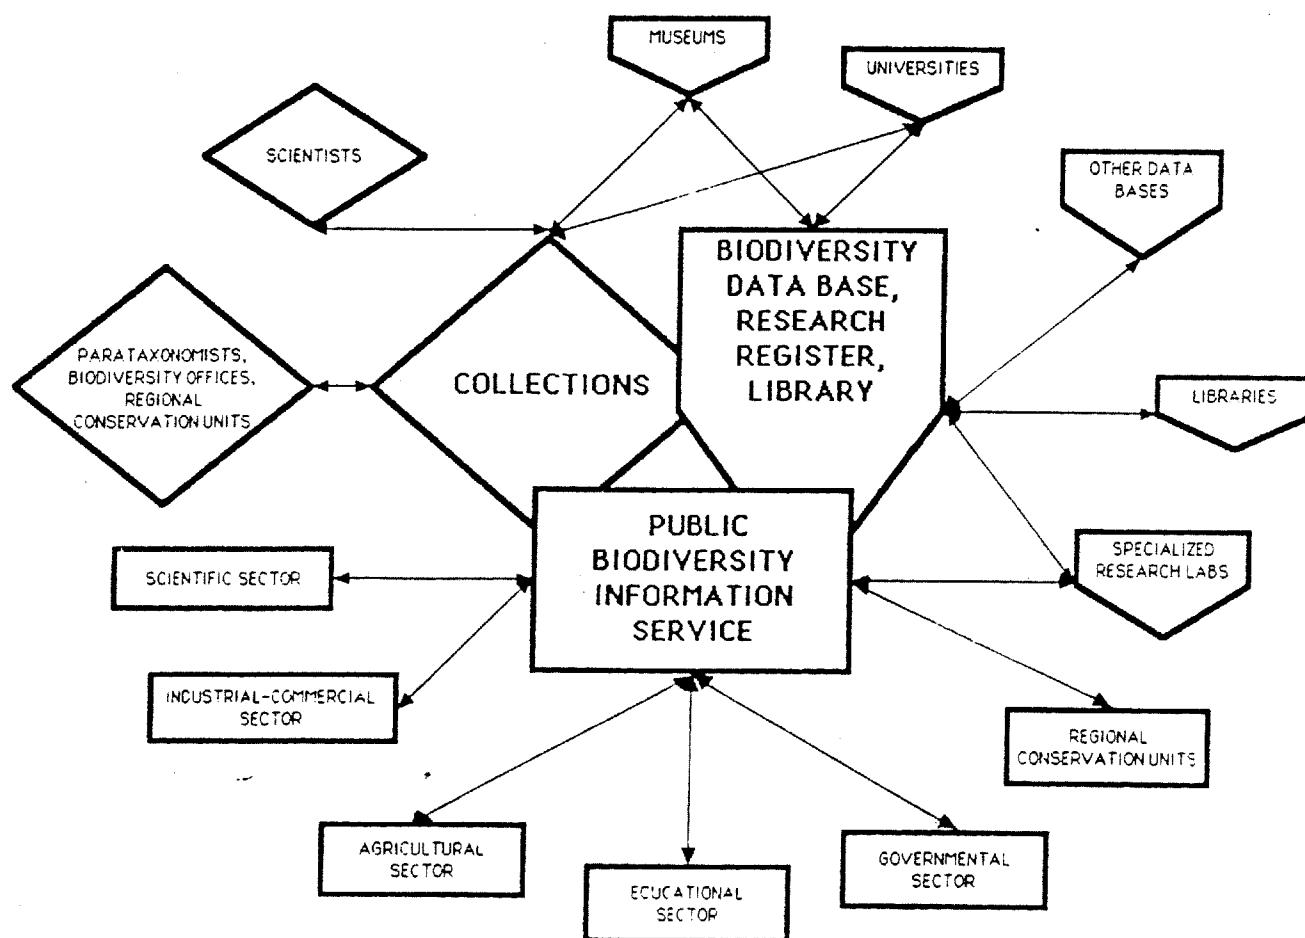 MUSEUMS
UNIVERSITIES
SCIENTISTS
OTHER DATA
BASES
BIODIVERSITY
DATA BASE,
RESEARCH
REGISTER,
LIBRARY
PARATAXONOMISTS,
BIODIVERSITY OFFICES,
REGIONAL
CONSERVATION UNITS
COLLECTIONS
LIBRARIES
PUBLIC
BIODIVERSITY
INFORMATION
SERVICE
SCIENTIFIC SECTOR
SPECIALIZED
RESEARCH LABS
INDUSTRIAL-COMMERCIAL
SECTOR
REGIONAL
CONSERVATION UNITS
AGRICULTURAL
SECTOR
ECUCATIONAL
SECTOR
GOVERNMENTAL
SECTOR